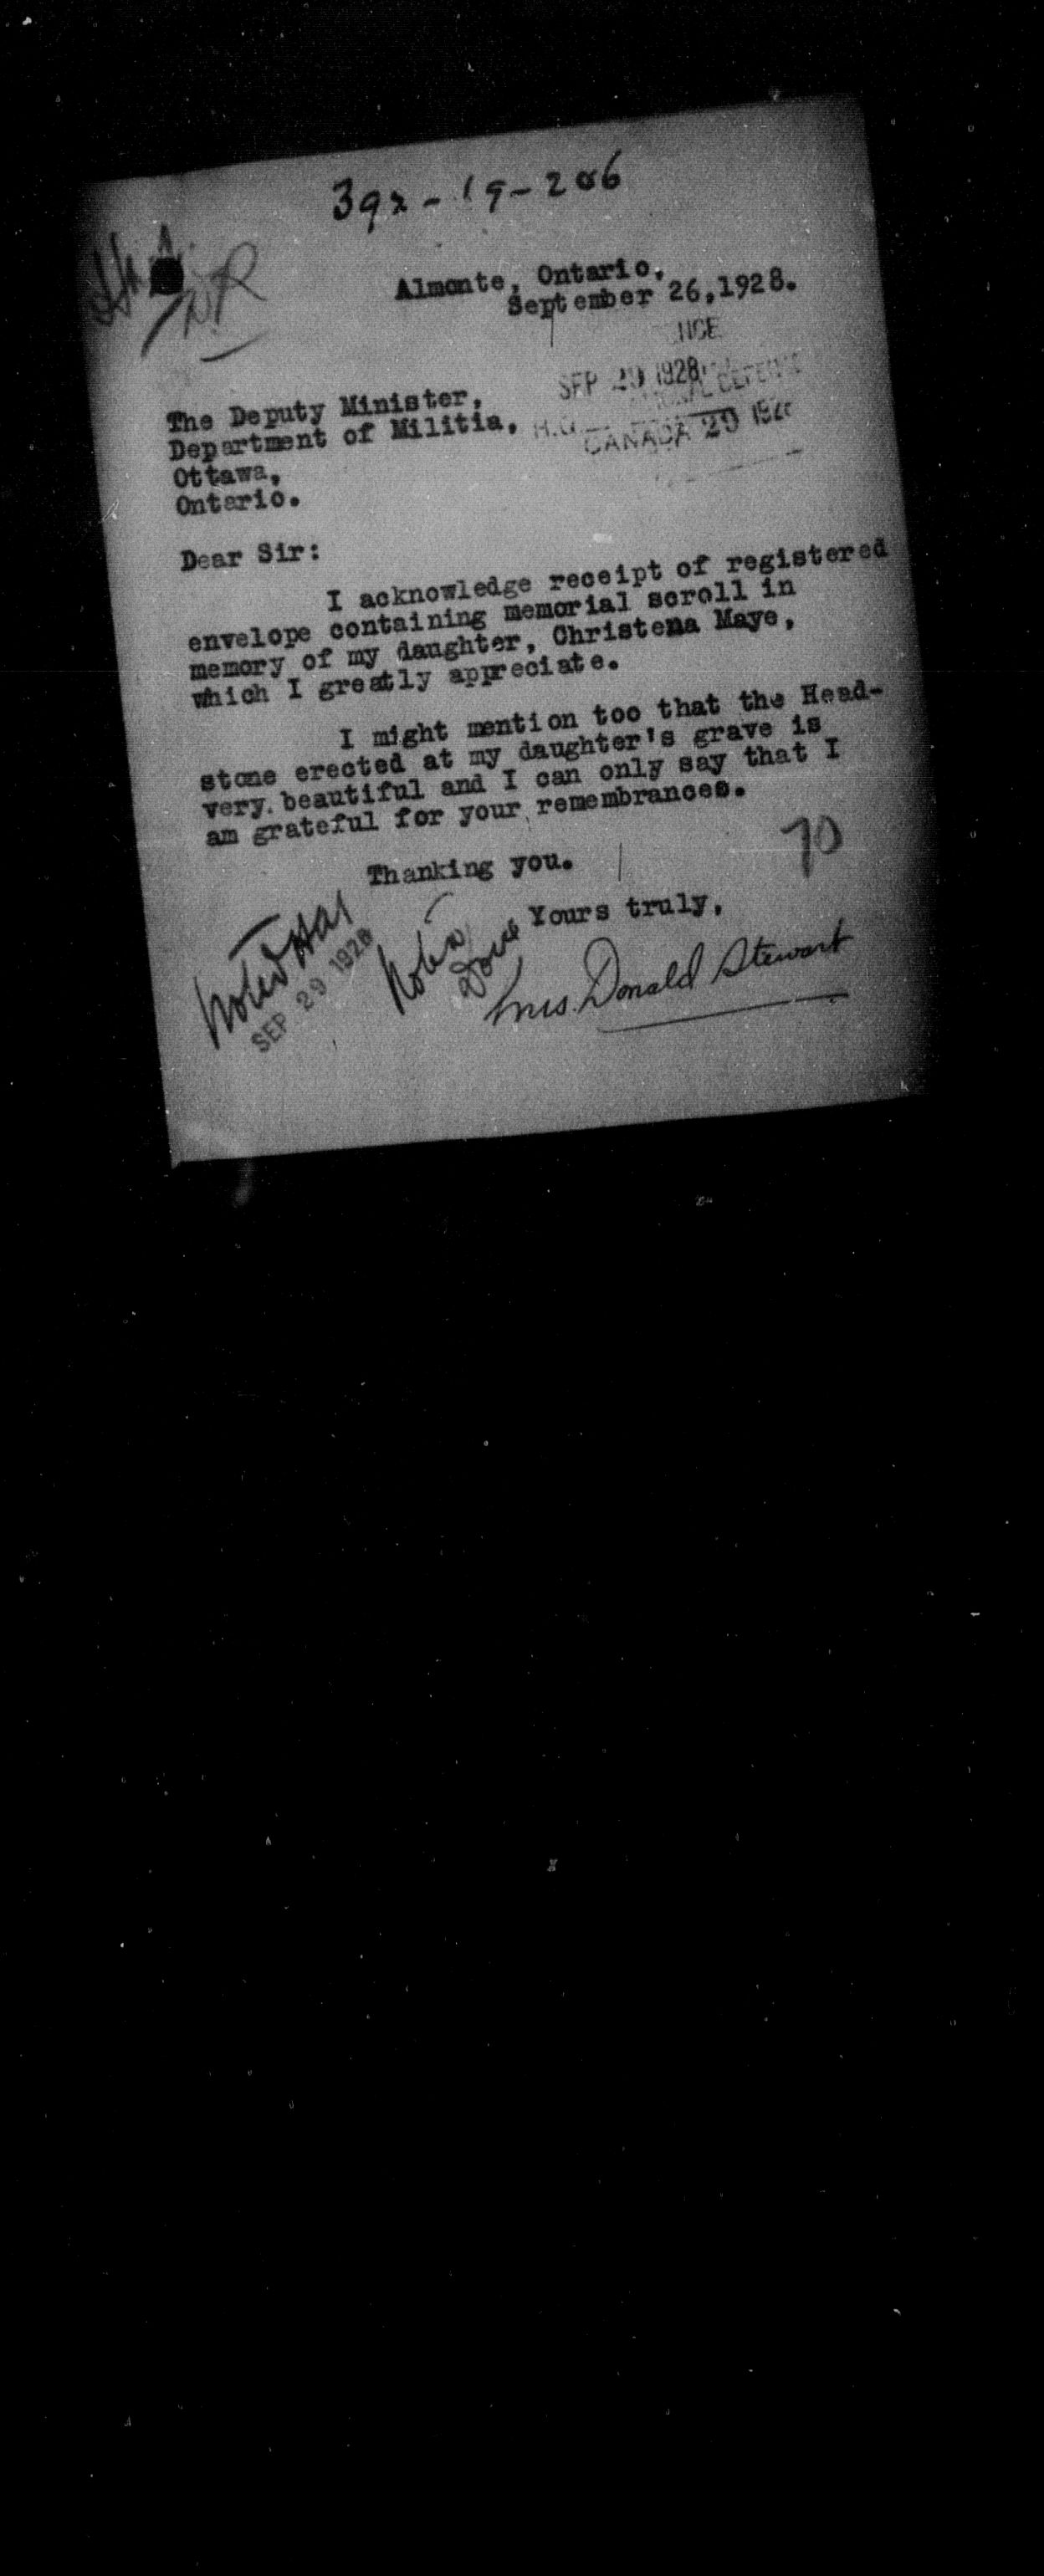 392-19-206
NR
Almonte, Ontario.
September 26,1928.
SEP 29 1928
CANADA
The Deputy Minister,
Department of Militia,
Ottawa,
Ontario.
Dear Sir:
I acknowledge receipt of registered
envelope containing memorial scroll in
memory of my daughter, Christena Maye,
which I greatly appreciate.
I might mention too that the Head-
stone erected at my daughter's grave is
very beautiful and I can only say that I
am grateful for your remembrances.
70
Thanking you.
Yours truly,
Mrs. Donald Stewart
Noted
SEP 29 1928